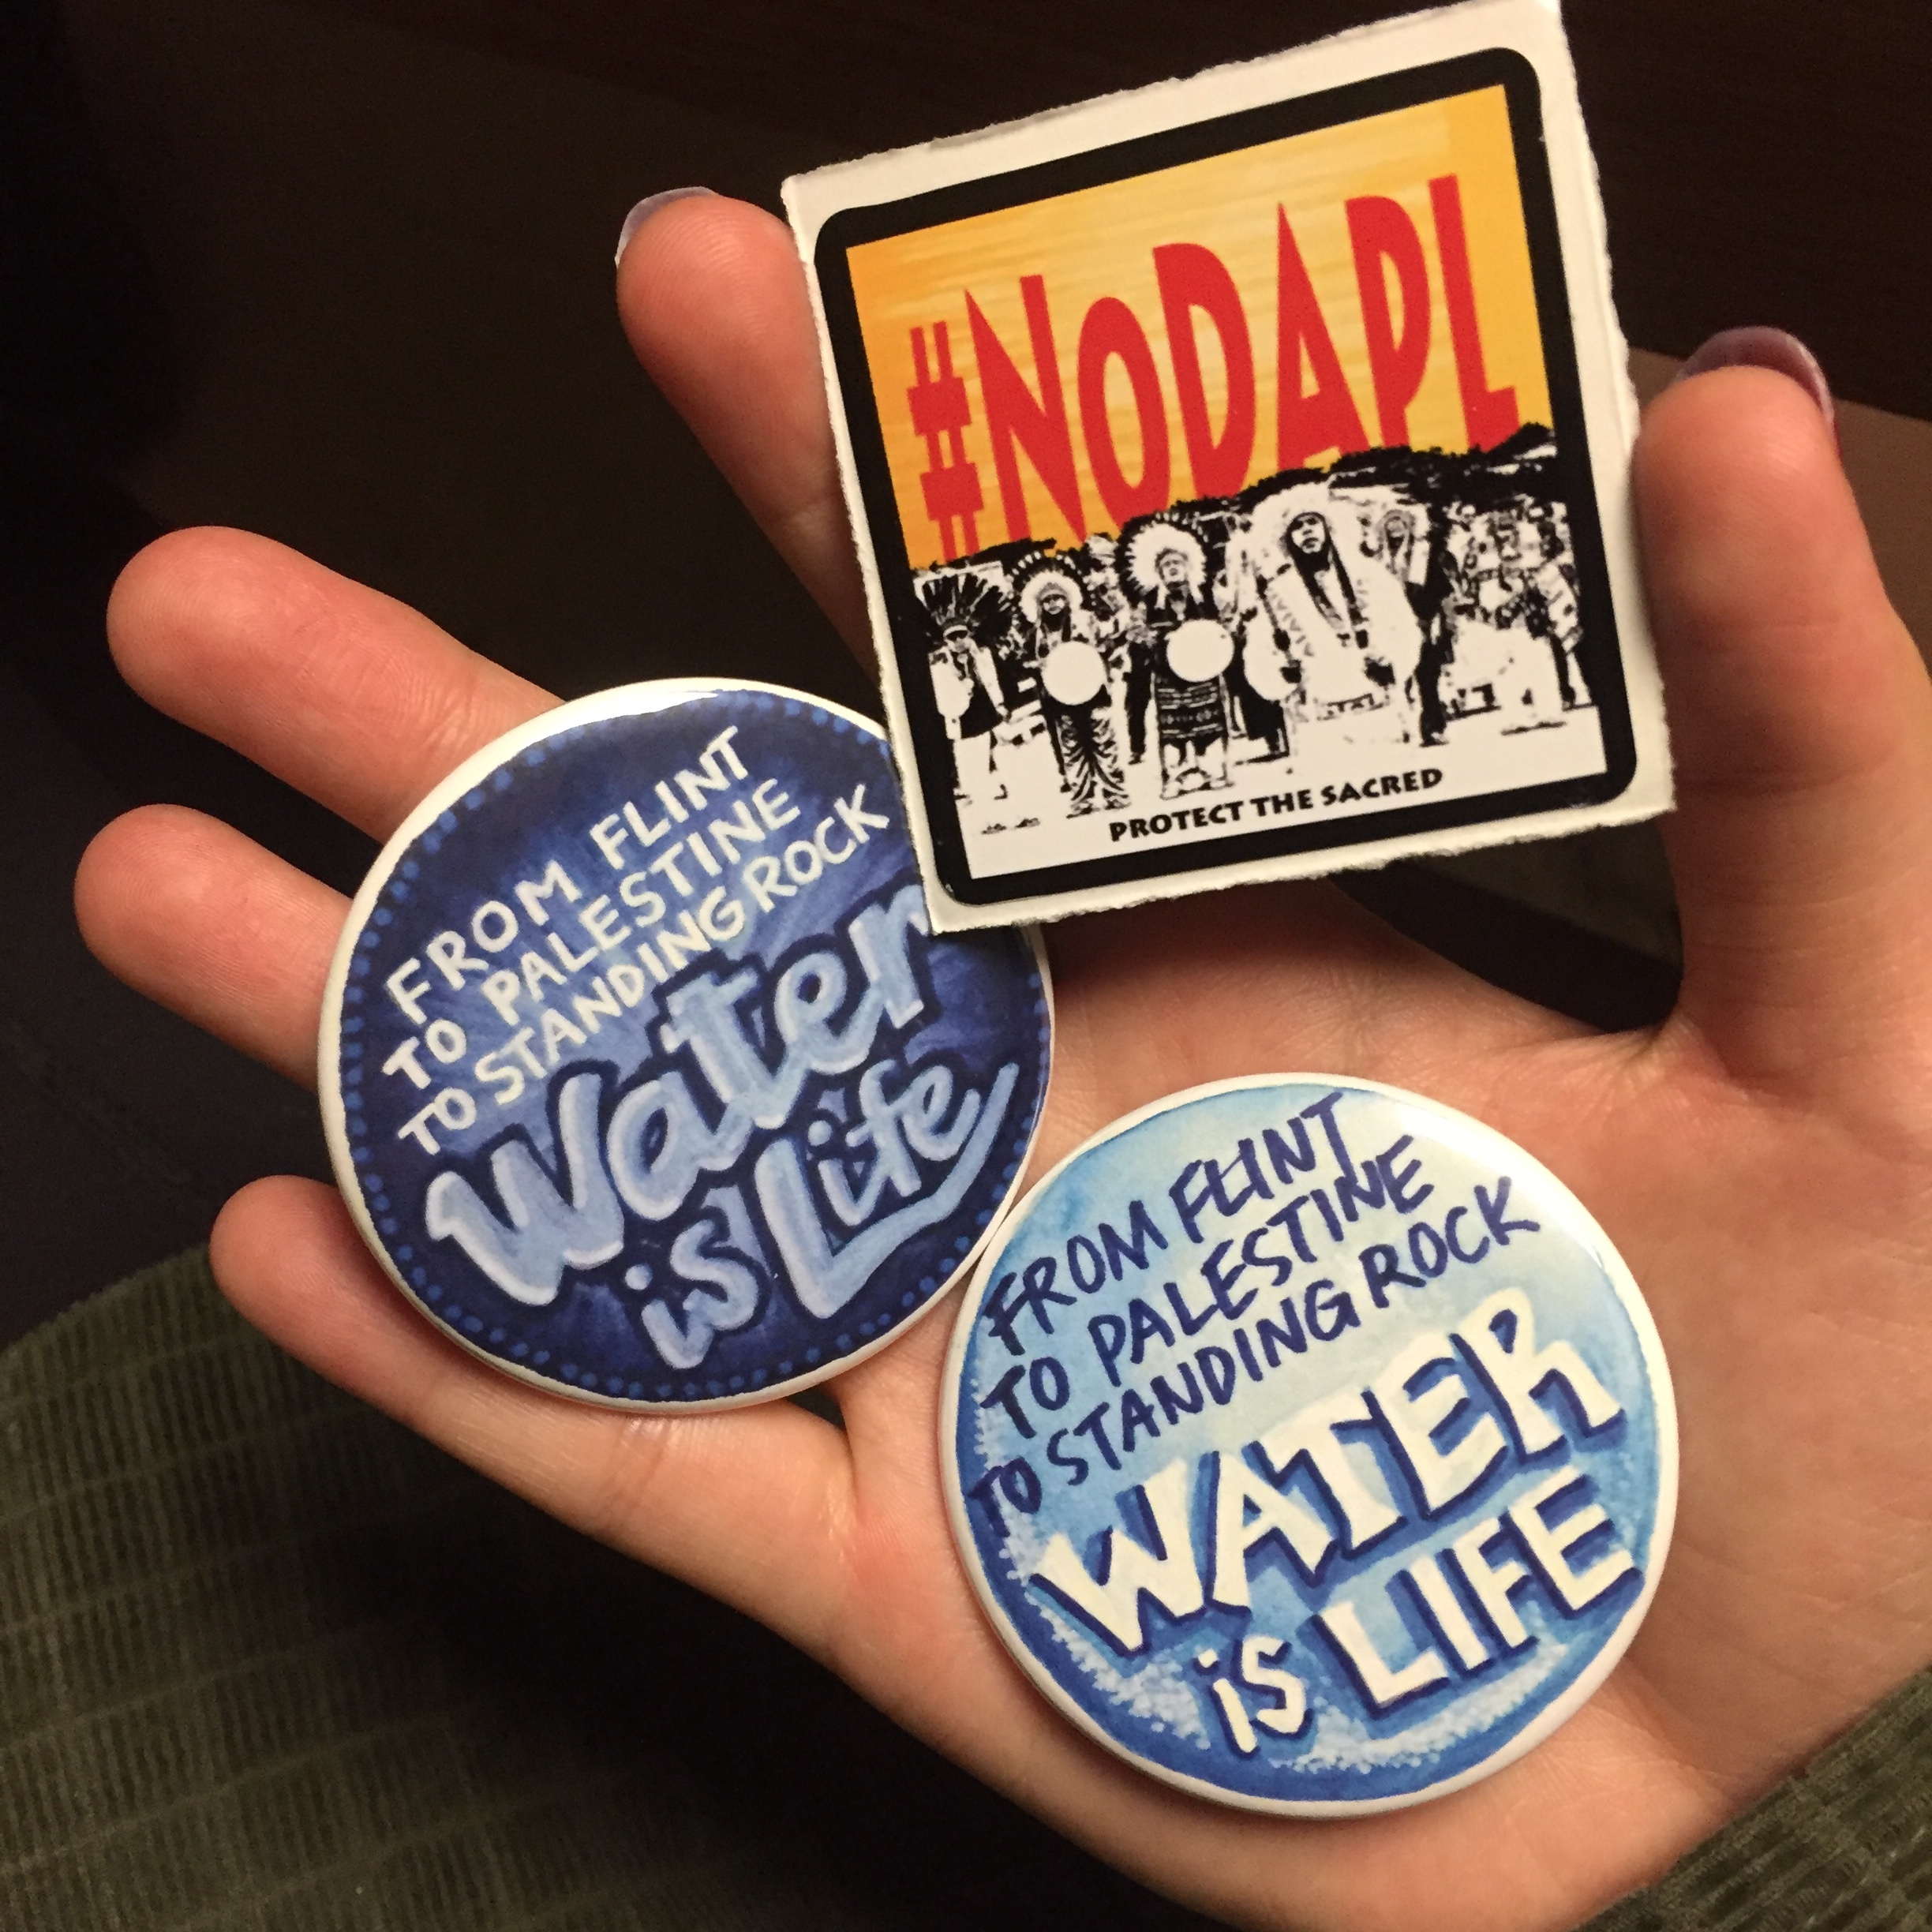 #NODAPL
PROTECT THE SACRED
FROM FLINT
TO PALESTINE
TO STANDING ROCK
Water
is Life
FROM FLINT
TO PALESTINE
TO STANDING ROCK
WATER
is LIFE